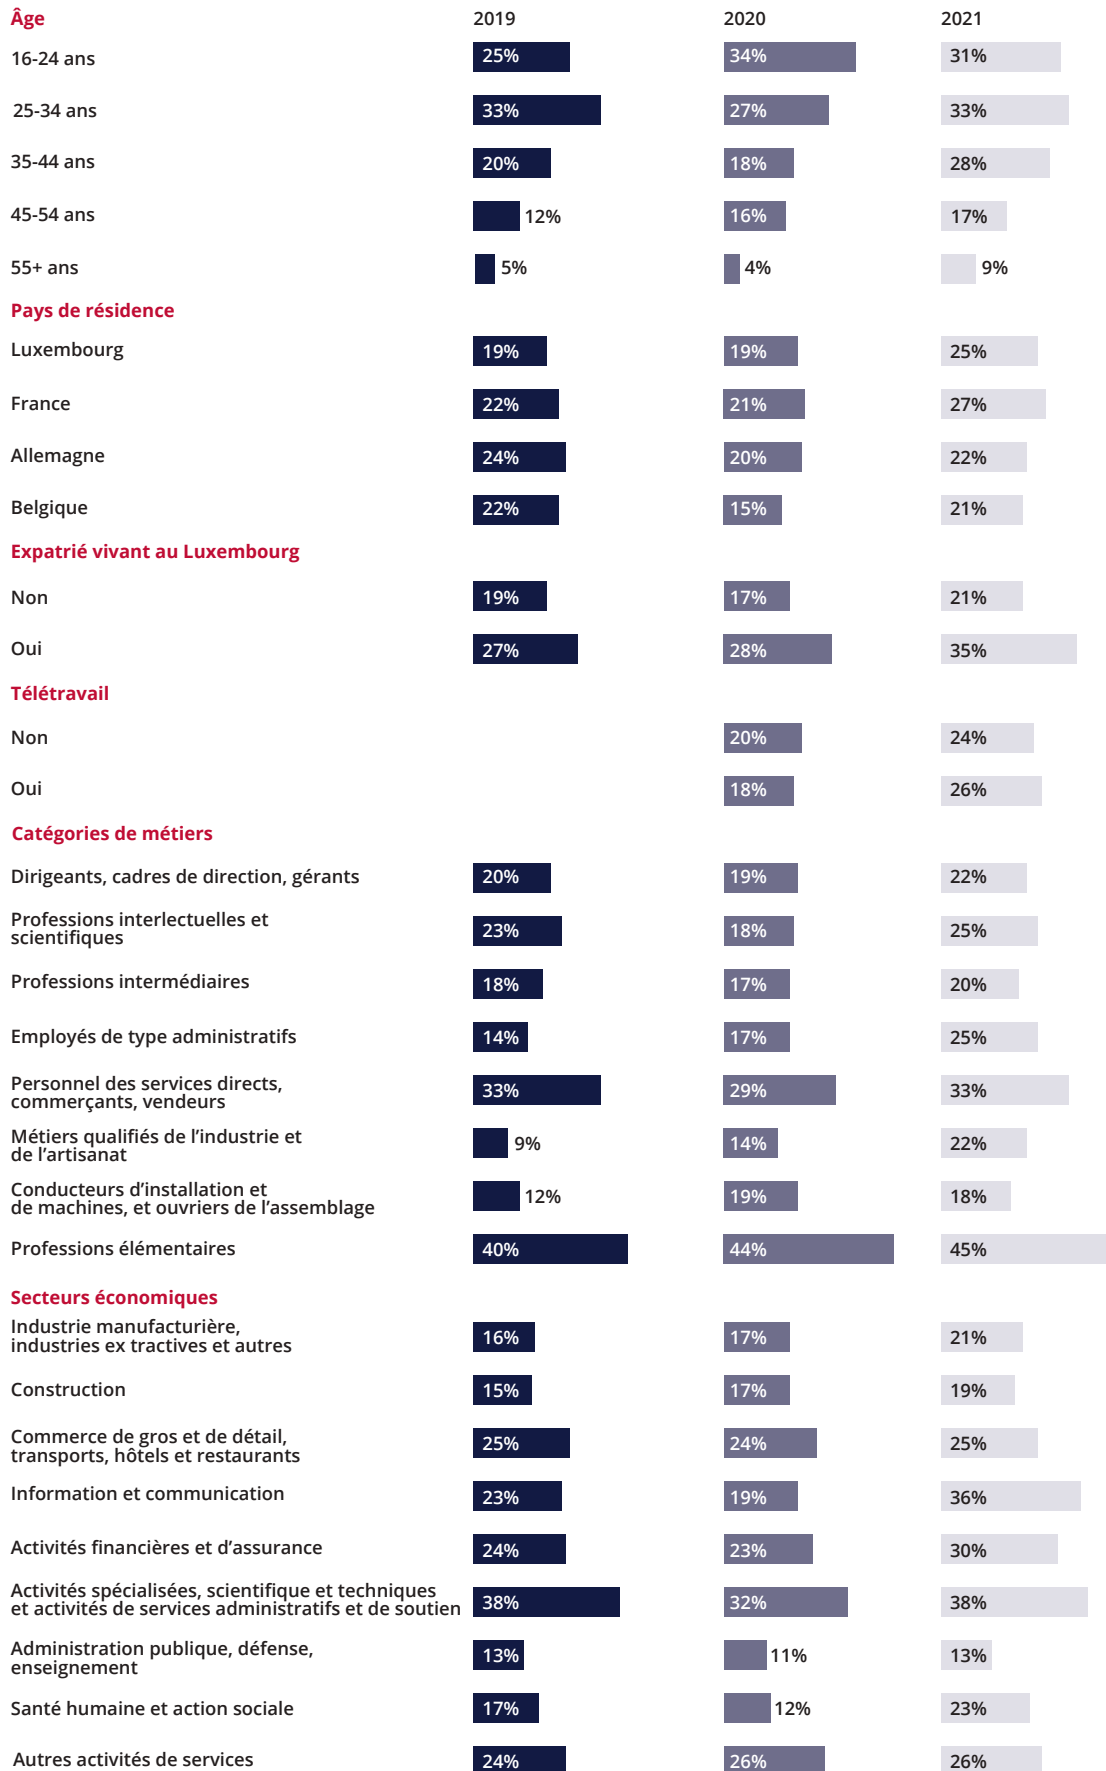 Âge 2019 2020 2021
16-24 ans 25% 34% 31%
25-34 ans 33% 27% 33%
35-44 ans 20% 18% 28%
45-54 ans 12% 16% 17%
55+ ans 5% 4% 9%
Pays de résidence
Luxembourg 19% 19% 25%
France 22% 21% 27%
Allemagne 24% 20% 22%
Belgique 22% 15% 21%
Expatrié vivant au Luxembourg
Non 19% 17% 21%
Oui 27% 28% 35%
Télétravail
Non 20% 24%
Oui 18% 26%
Catégories de métiers
Dirigeants, cadres de direction, gérants 20% 19% 22%
Professions interlectuelles et
scientifiques 23% 18% 25%
Professions intermédiaires 18% 17% 20%
Employés de type administratifs 14% 17% 25%
Personnel des services directs,
commerçants, vendeurs 33% 29% 33%
Métiers qualifiés de l’industrie et
de l’artisanat 9% 14% 22%
Conducteurs d’installation et
de machines, et ouvriers de l’assemblage 12% 19% 18%
Professions élémentaires 40% 44% 45%
Secteurs économiques
Industrie manufacturière,
industries ex tractives et autres 16% 17% 21%
Construction 15% 17% 19%
Commerce de gros et de détail,
transports, hôtels et restaurants 25% 24% 25%
Information et communication 23% 19% 36%
Activités financières et d’assurance 24% 23% 30%
Activités spécialisées, scientifique et techniques
et activités de services administratifs et de soutien 38% 32% 38%
Administration publique, défense,
enseignement 13% 11% 13%
Santé humaine et action sociale 17% 12% 23%
Autres activités de services 24% 26% 26%